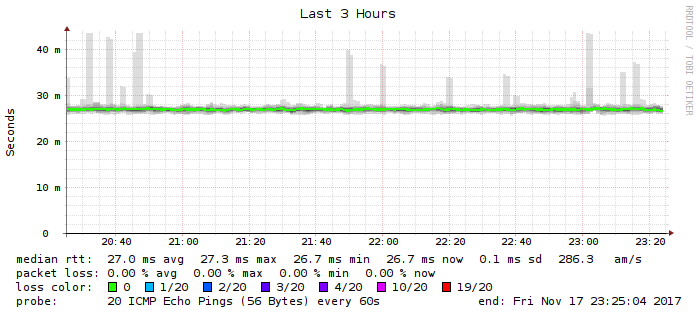 Last 3 Hours
RRDTOOL / TOBI OETIKER
Seconds
40 m
30 m
20 m
10 m
0
20:40 21:00 21:20 21:40 22:00 22:20 22:40 23:00 23:20
median rtt: 27.0 ms avg 27.3 ms max 26.7 ms min 26.7 ms now 0.1 ms sd 286.3 am/s
packet loss: 0.00 % avg 0.00 % max 0.00 % min 0.00 % now
loss color: 0 1/20 2/20 3/20 4/20 10/20 19/20
probe: 20 ICMP Echo Pings (56 Bytes) every 60s end: Fri Nov 17 23:25:04 2017